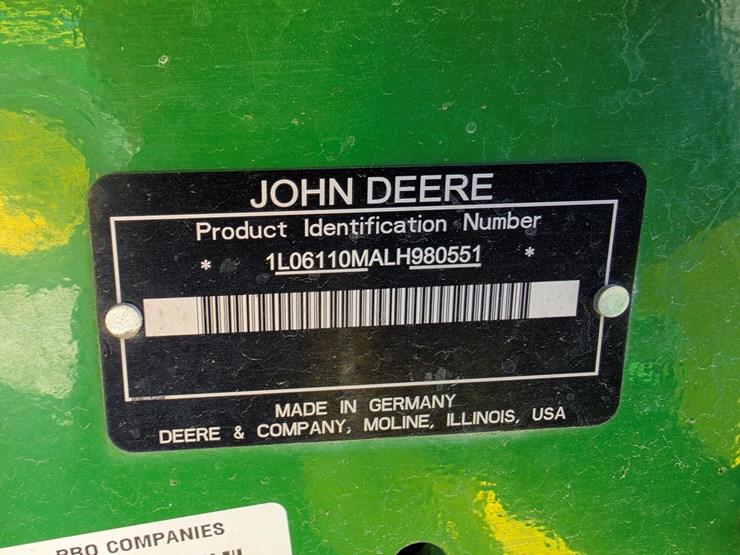 JOHN DEERE
Product Identification Number
* 1L06110MALH980551 *
MADE IN GERMANY
DEERE & COMPANY, MOLINE, ILLINOIS, USA
PRO COMPANIES